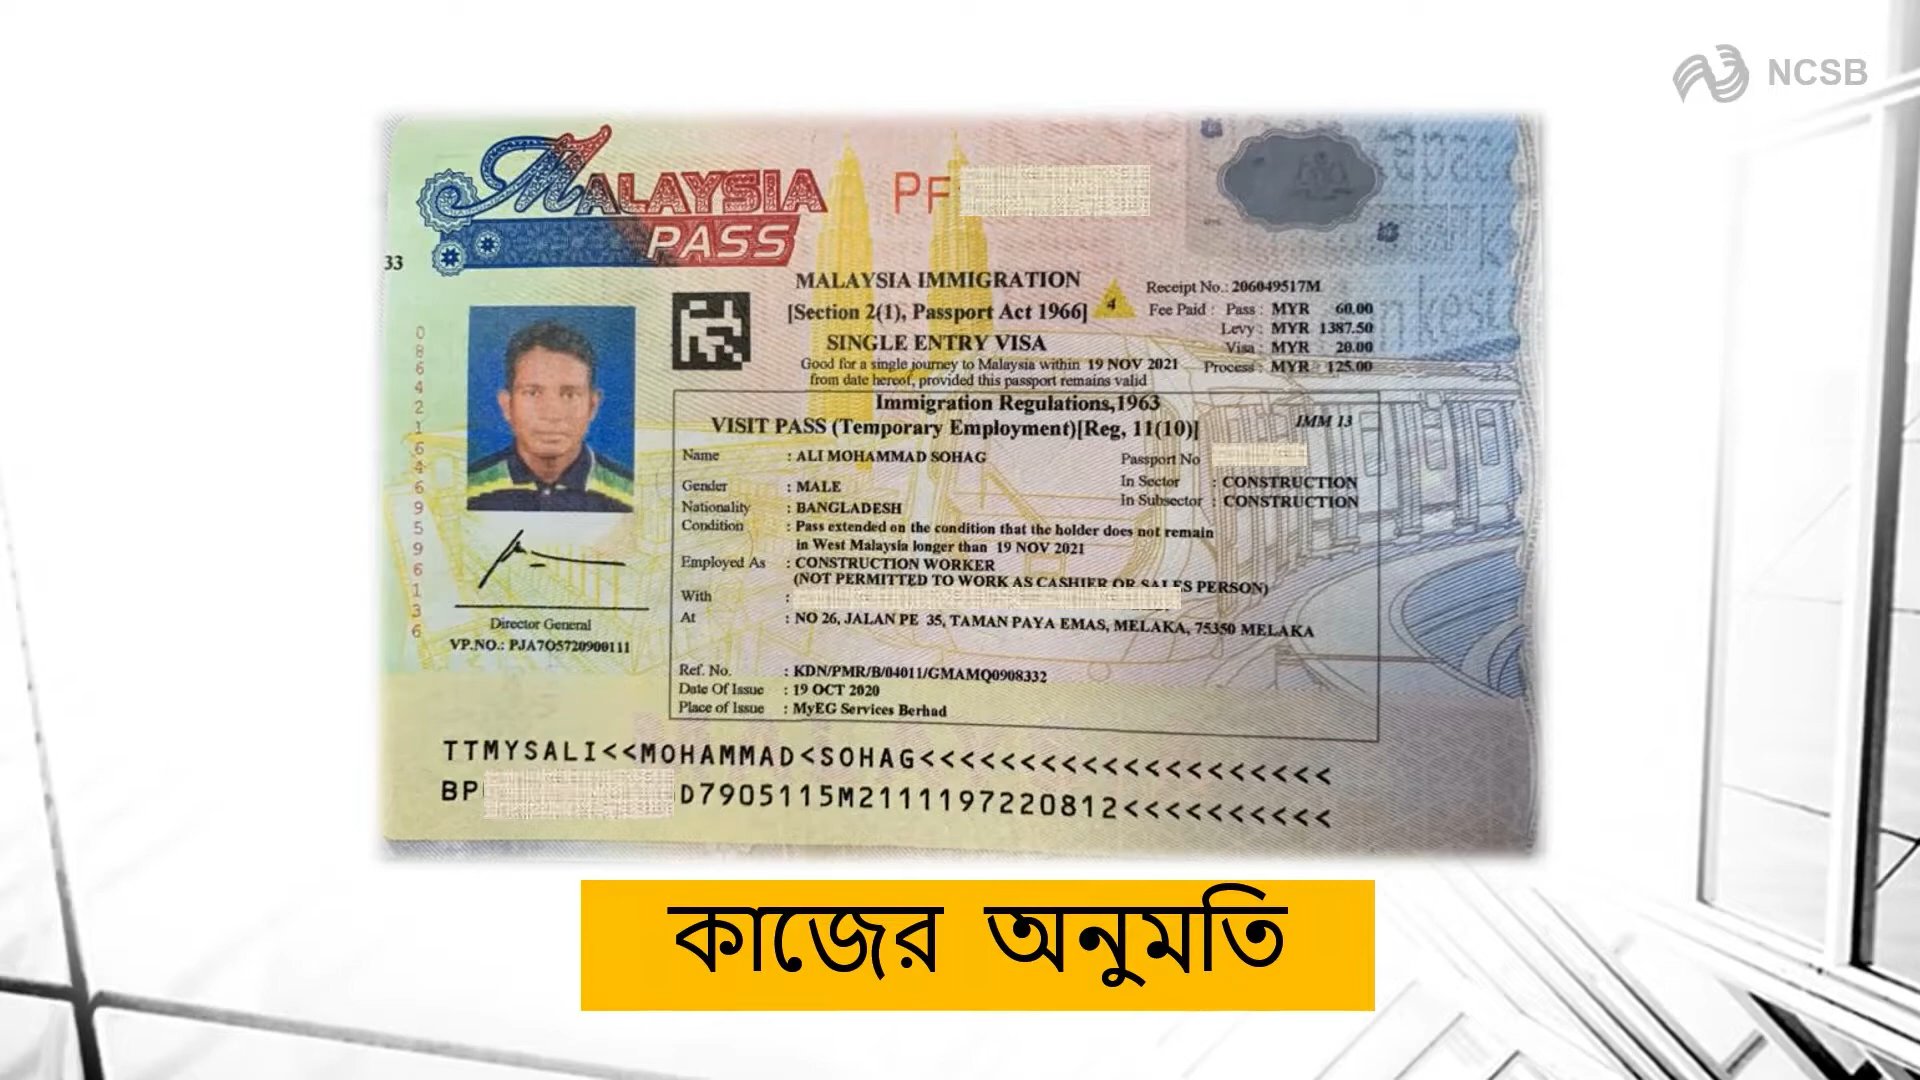 NCSB
MALAYSIA
PASS
PF
33
MALAYSIA IMMIGRATION
[Section 2(1), Passport Act 1966]
4
SINGLE ENTRY VISA
Good for a single journey to Malaysia within 19 NOV 2021
from date hereof, provided this passport remains valid
Receipt No.: 206049517M
Fee Paid : Pass : MYR 60.00
Levy : MYR 1387.50
Visa : MYR 20.00
Process : MYR 125.00
Immigration Regulations,1963
VISIT PASS (Temporary Employment)[Reg, 11(10)]
IMM 13
Name : ALI MOHAMMAD SOHAG
Passport No
Gender : MALE
In Sector : CONSTRUCTION
Nationality : BANGLADESH
In Subsector : CONSTRUCTION
Condition : Pass extended on the condition that the holder does not remain
in West Malaysia longer than 19 NOV 2021
Employed As : CONSTRUCTION WORKER
(NOT PERMITTED TO WORK AS CASHIER OR SALES PERSON)
With :
At : NO 26, JALAN PE 35, TAMAN PAYA EMAS, MELAKA, 75350 MELAKA
Ref. No. : KDN/PMR/B/04011/GMAMQ0908332
Date Of Issue : 19 OCT 2020
Place of Issue : MyEG Services Berhad
0864216469596136
Director General
VP.NO.: PJA7O5720900111
TTMYSALI<<MOHAMMAD<SOHAG<<<<<<<<<<<<<<<<<<<<<
BP
D7905115M2111197220812<<<<<<<<<<
কাজের অনুমতি